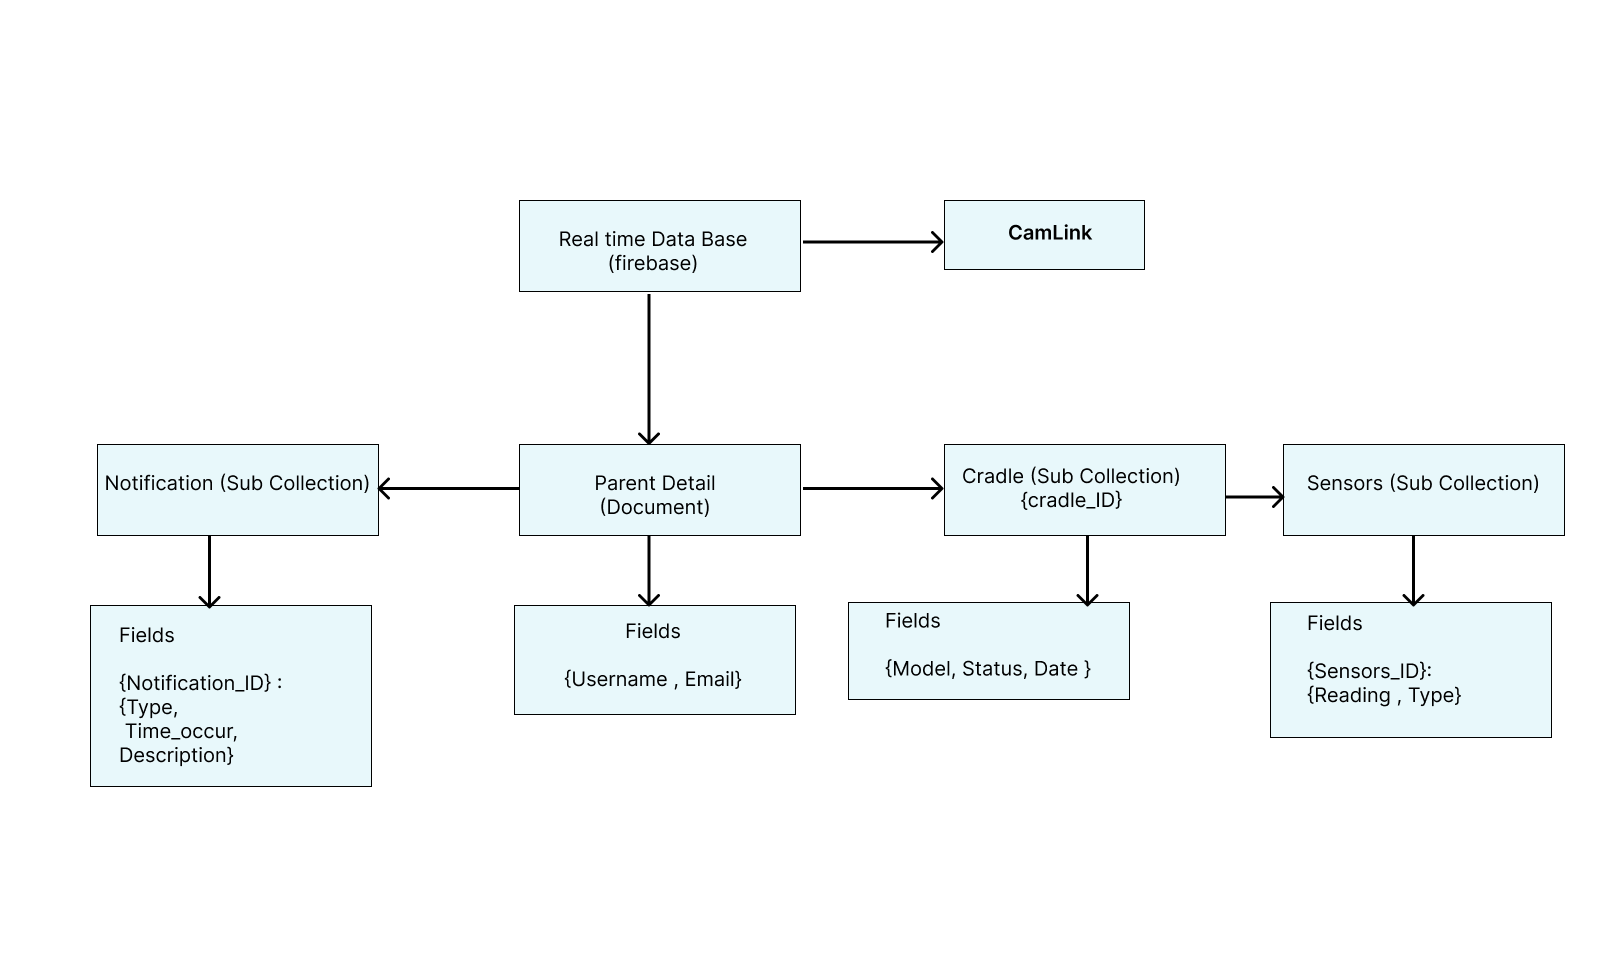 Real time Data Base
(firebase)
CamLink
Notification (Sub Collection)
Parent Detail
(Document)
Cradle (Sub Collection)
{cradle_ID}
Sensors (Sub Collection)
Fields
{Notification_ID} :
{Type,
Time_occur,
Description}
Fields
{Username , Email}
Fields
{Model, Status, Date }
Fields
{Sensors_ID}:
{Reading , Type}